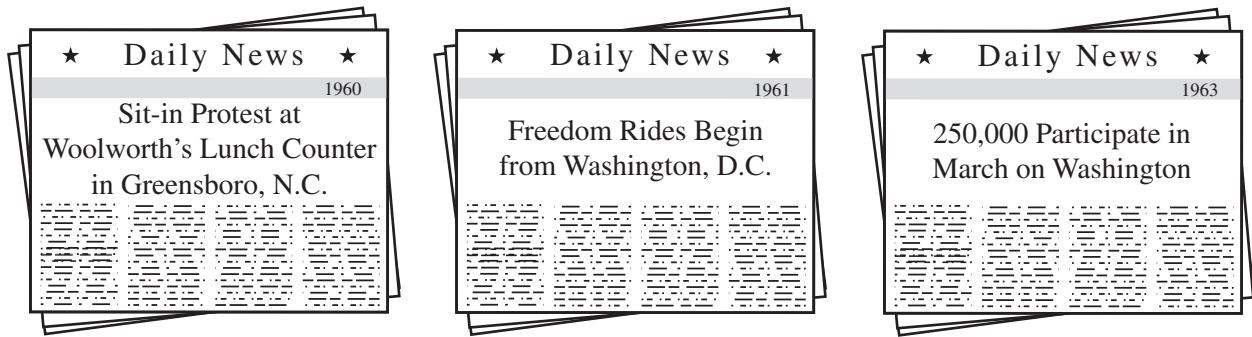 ★ Daily News ★
1960
Sit-in Protest at
Woolworth's Lunch Counter
in Greensboro, N.C.
★ Daily News ★
1961
Freedom Rides Begin
from Washington, D.C.
★ Daily News ★
1963
250,000 Participate in
March on Washington